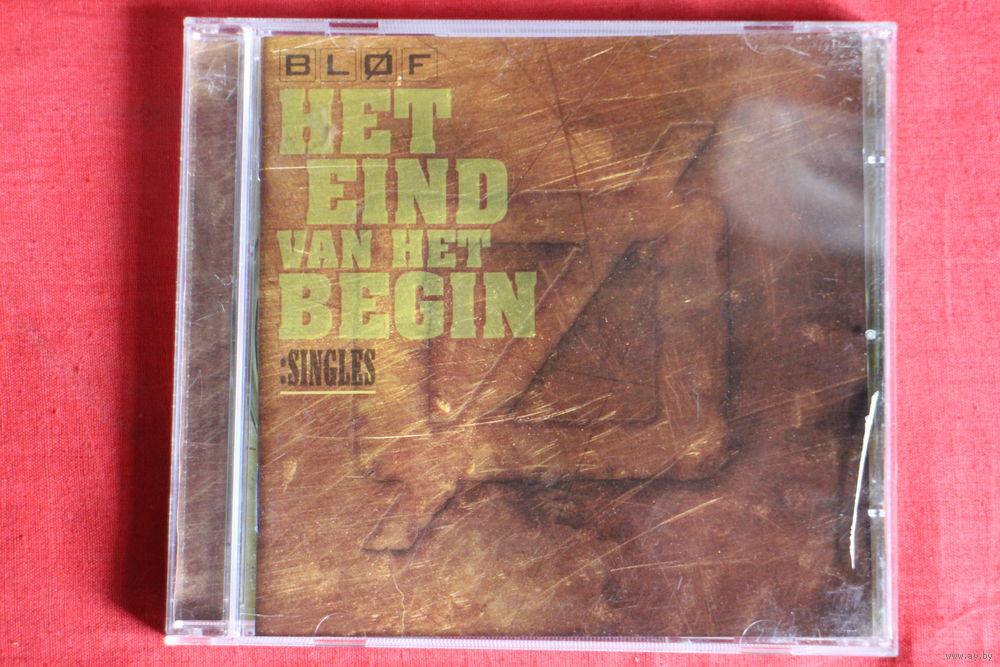 BLØF
HET
EIND
VAN HET
BEGIN
:SINGLES
www.ay.by